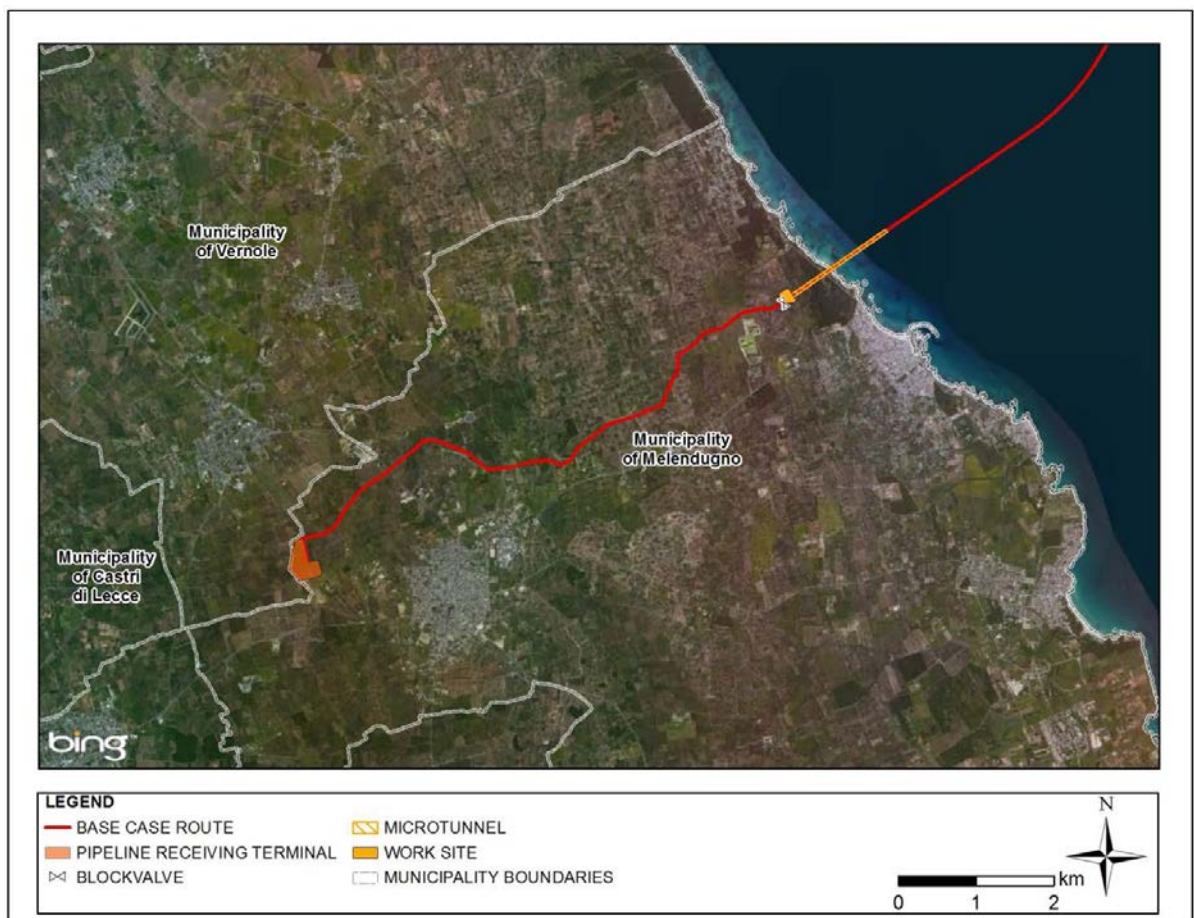 Municipality
of Vernole
Municipality
of Melendugno
Municipality
of Castri
di Lecce
bing
LEGEND
BASE CASE ROUTE
PIPELINE RECEIVING TERMINAL
BLOCKVALVE
MICROTUNNEL
WORK SITE
MUNICIPALITY BOUNDARIES
N
km
0 1 2